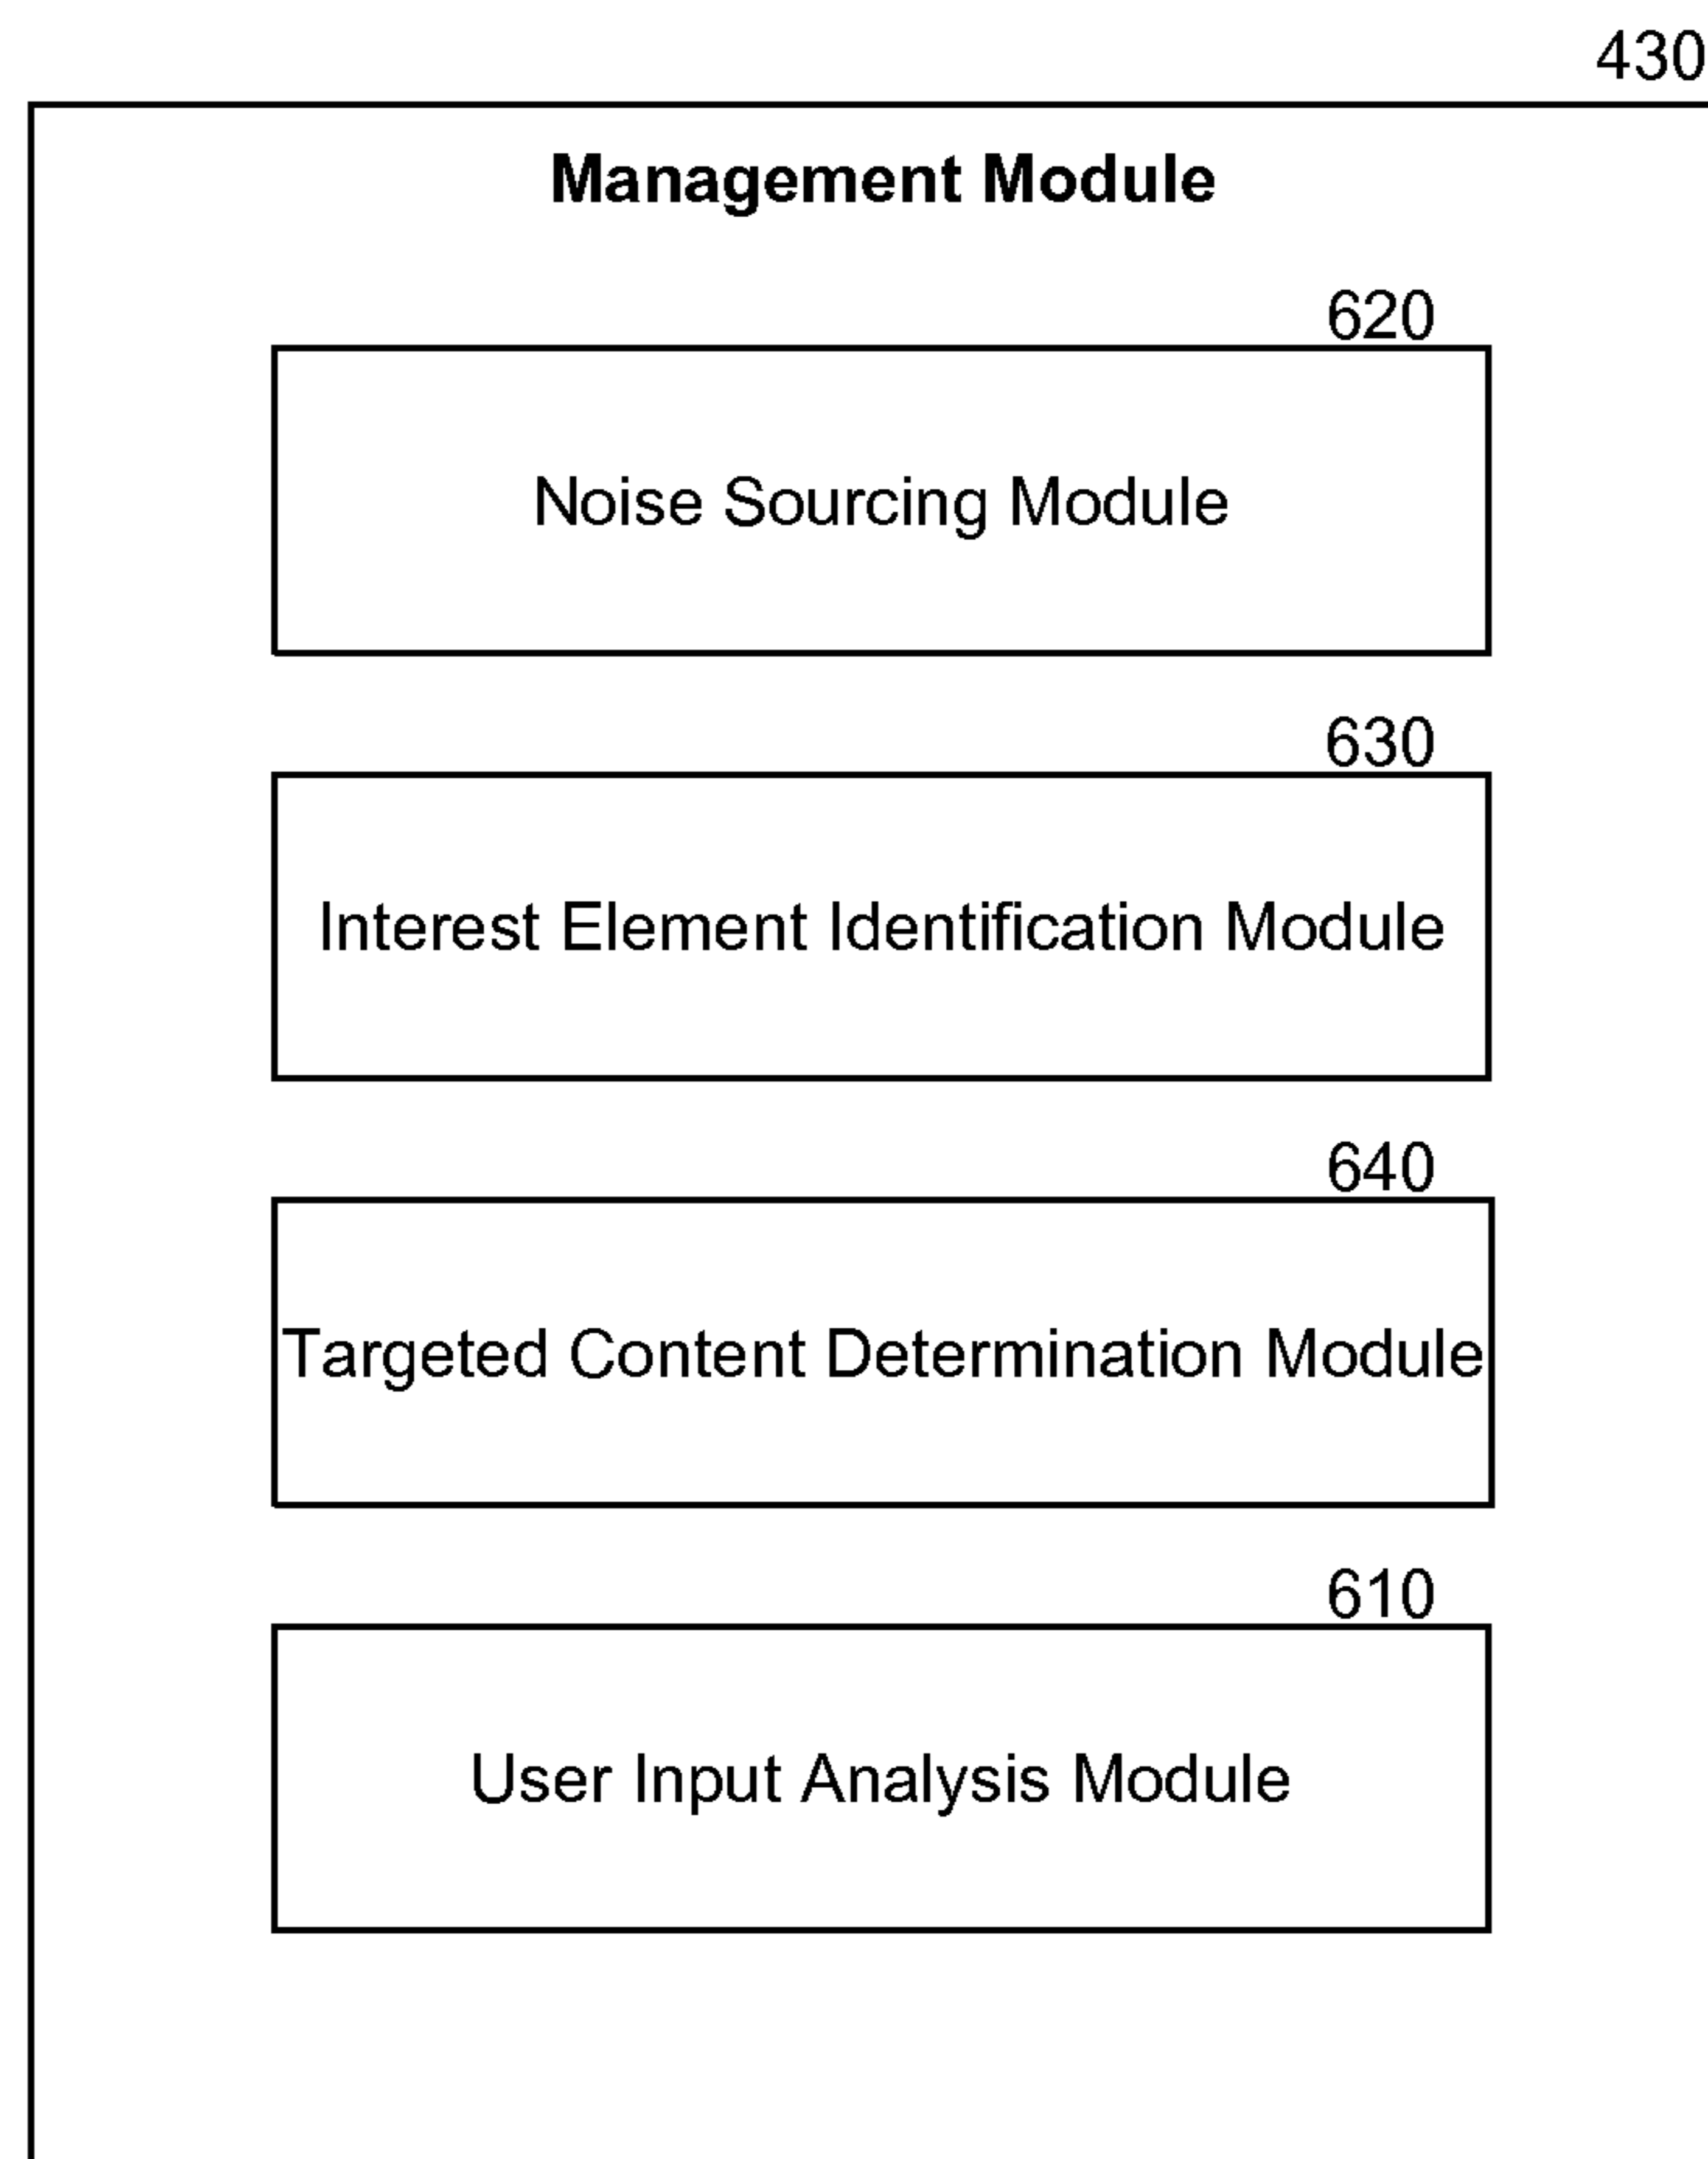 430
Management Module
620
Noise Sourcing Module
630
Interest Element Identification Module
640
Targeted Content Determination Module
610
User Input Analysis Module